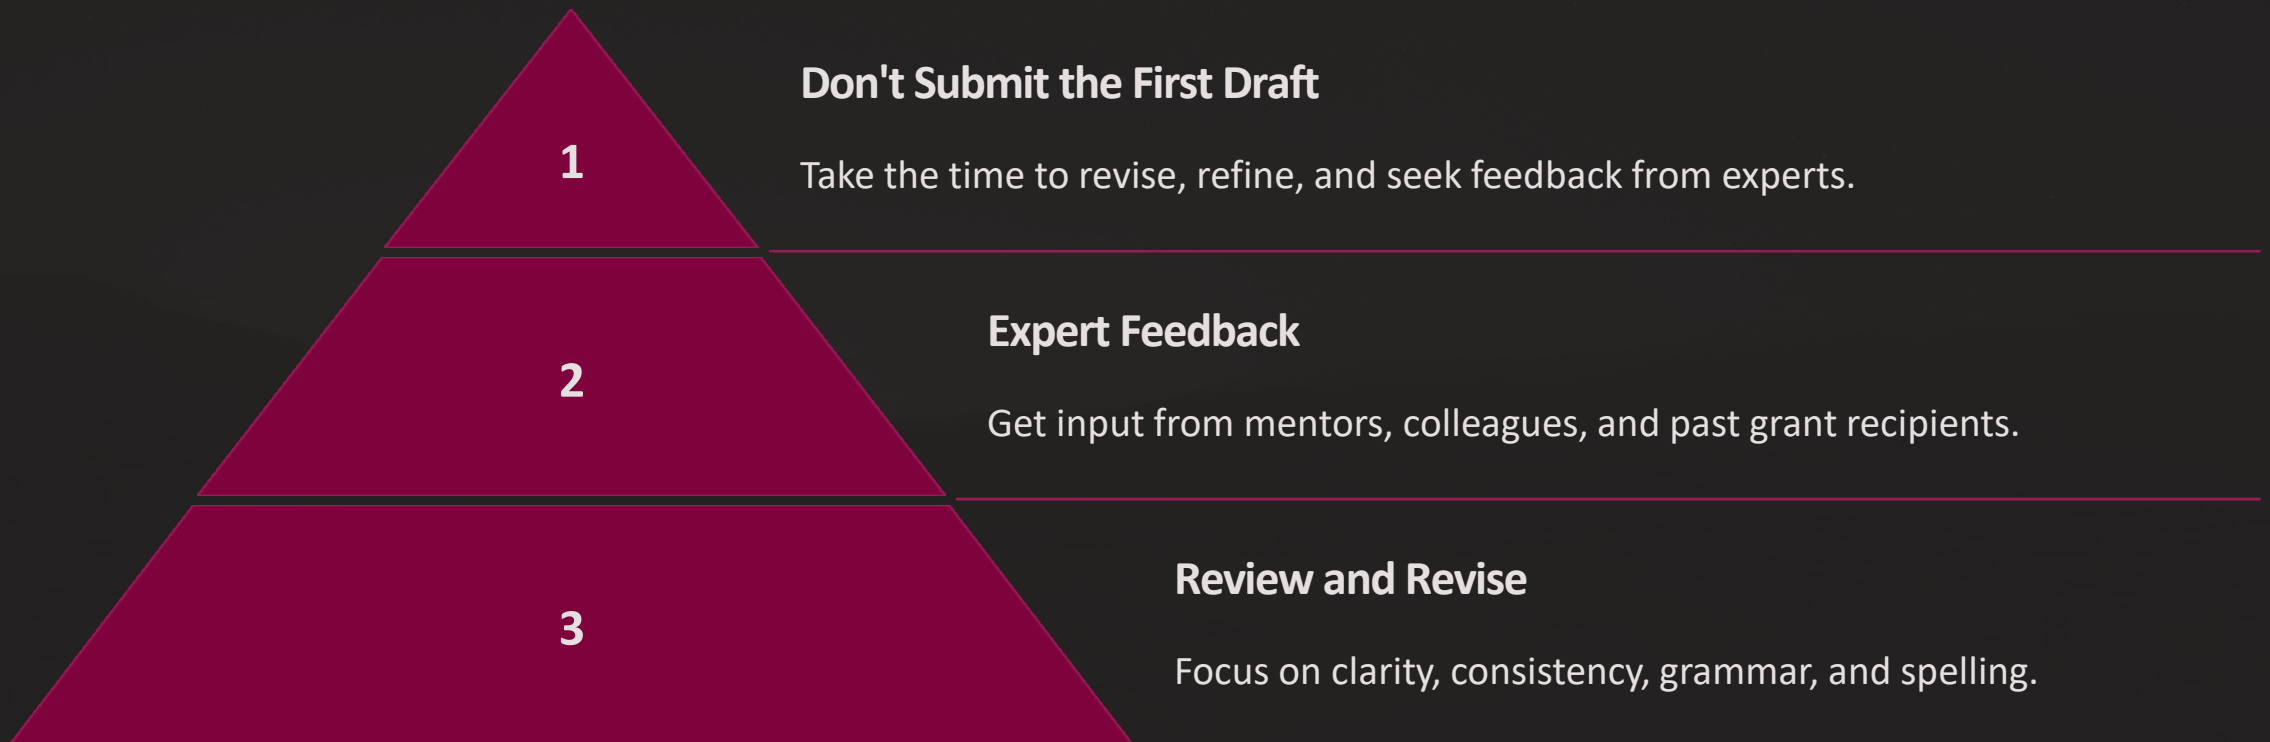 1
Don't Submit the First Draft
Take the time to revise, refine, and seek feedback from experts.
2
Expert Feedback
Get input from mentors, colleagues, and past grant recipients.
3
Review and Revise
Focus on clarity, consistency, grammar, and spelling.